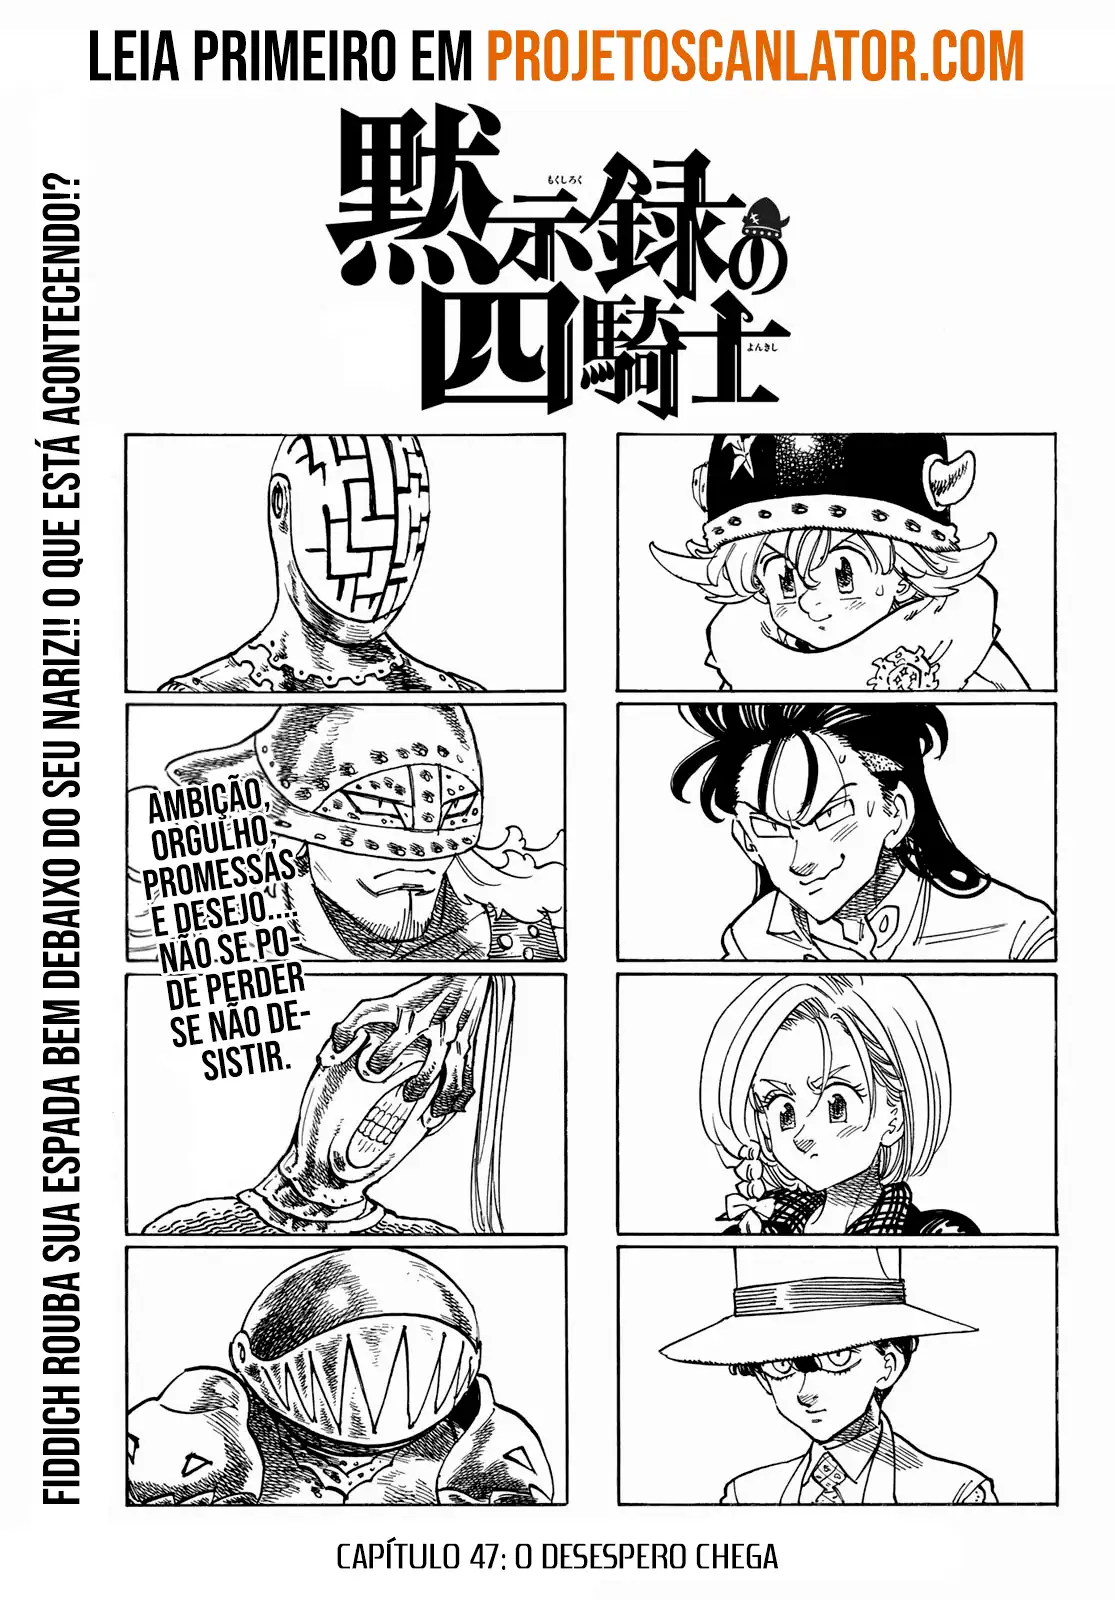 LEIA PRIMEIRO EM PROJETOSCANLATOR.COM
黙示録の
もくしろく
四騎士
よんきし
FIDDICH ROUBA SUA ESPADA BEM DEBAIXO DO SEU NARIZ!! O QUE ESTÁ ACONTECENDO!?
AMBIÇÃO,
ORGULHO,
PROMESSAS
E DESEJO....
NÃO SE PO-
DE PERDER
SE NÃO DE-
SISTIR.
CAPÍTULO 47: O DESESPERO CHEGA